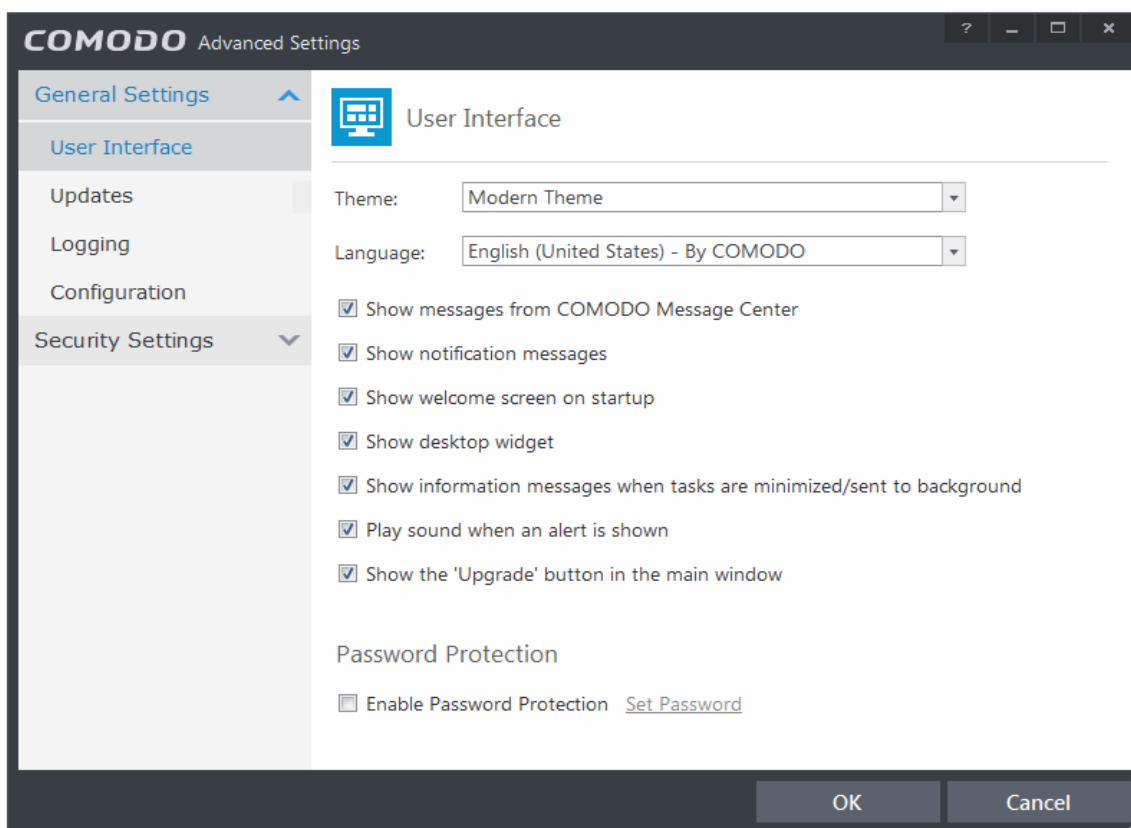 COMODO Advanced Settings
?
General Settings
User Interface
Updates
Logging
Configuration
Security Settings
User Interface
Theme: Modern Theme
Language: English (United States) - By COMODO
Show messages from COMODO Message Center
Show notification messages
Show welcome screen on startup
Show desktop widget
Show information messages when tasks are minimized/sent to background
Play sound when an alert is shown
Show the 'Upgrade' button in the main window
Password Protection
Enable Password Protection Set Password
OK Cancel